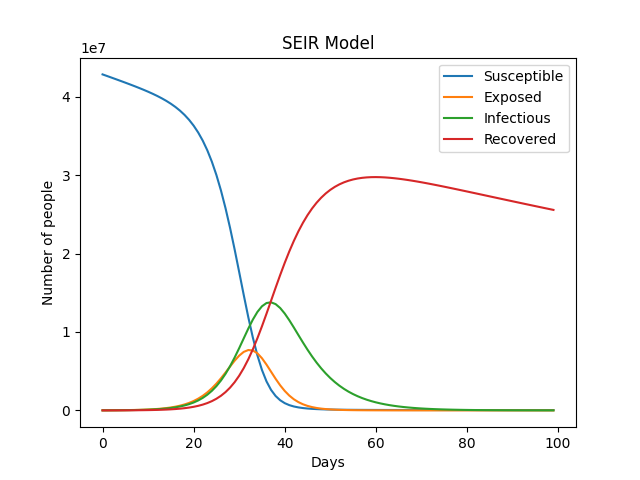 SEIR Model
1e7
Susceptible
Exposed
Infectious
Recovered
4
3
2
1
0
Number of people
0 20 40 60 80 100
Days